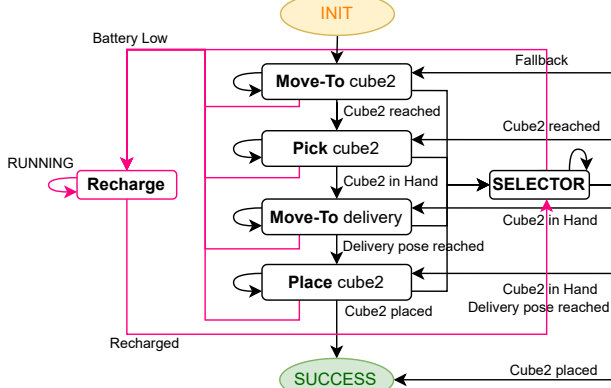 INIT
Battery Low
Fallback
Move-To cube2
Cube2 reached
Cube2 reached
Pick cube2
RUNNING
Recharge
Cube2 in Hand
SELECTOR
Move-To delivery
Cube2 in Hand
Delivery pose reached
Place cube2
Cube2 in Hand
Delivery pose reached
Cube2 placed
Recharged
SUCCESS
Cube2 placed